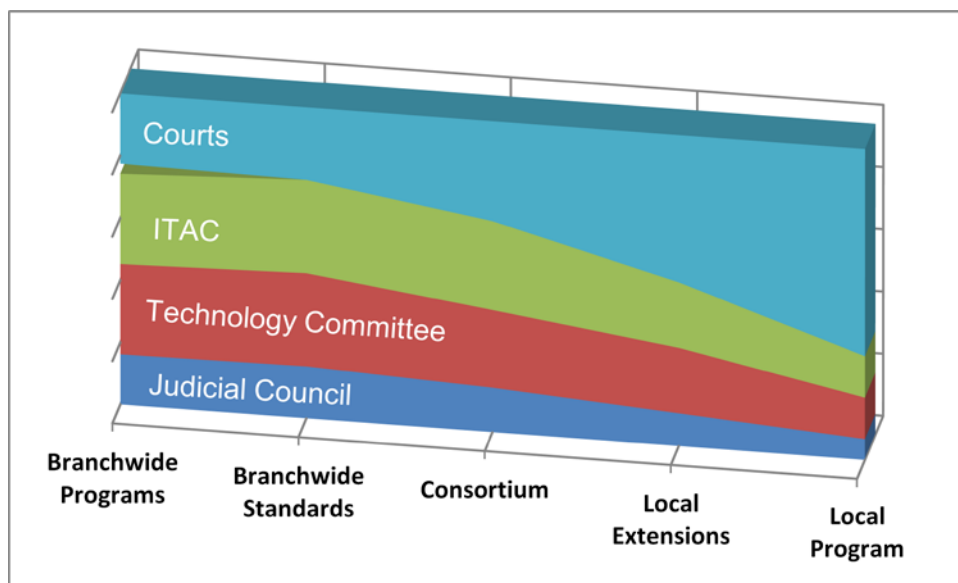 Courts
ITAC
Technology Committee
Judicial Council
Branchwide
Programs
Branchwide
Standards
Consortium
Local
Extensions
Local
Program